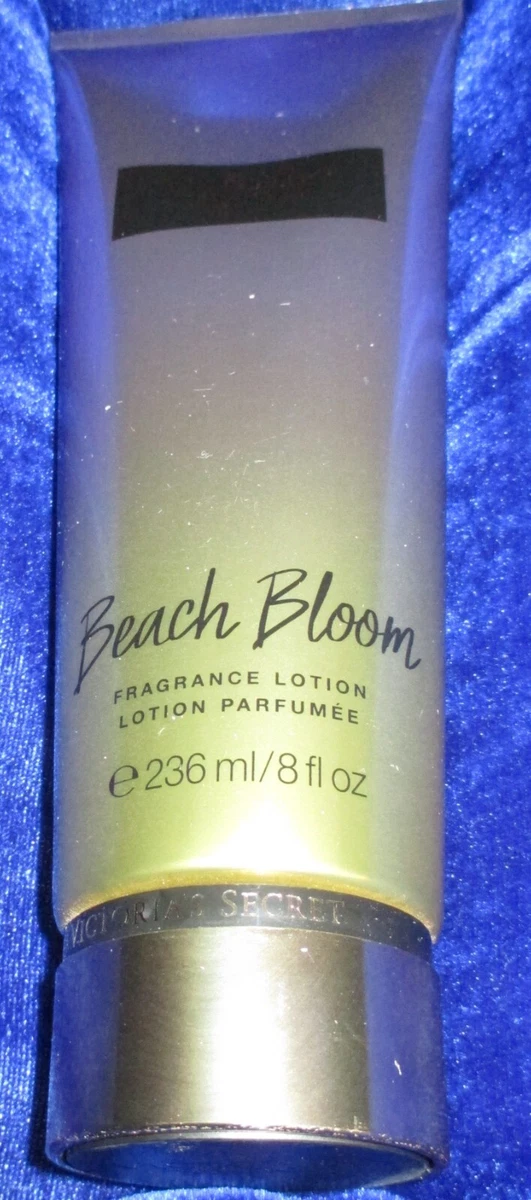 Beach Bloom
FRAGRANCE LOTION
LOTION PARFUMÉE
℮ 236 ml/8 fl oz
VICTORIA'S SECRET